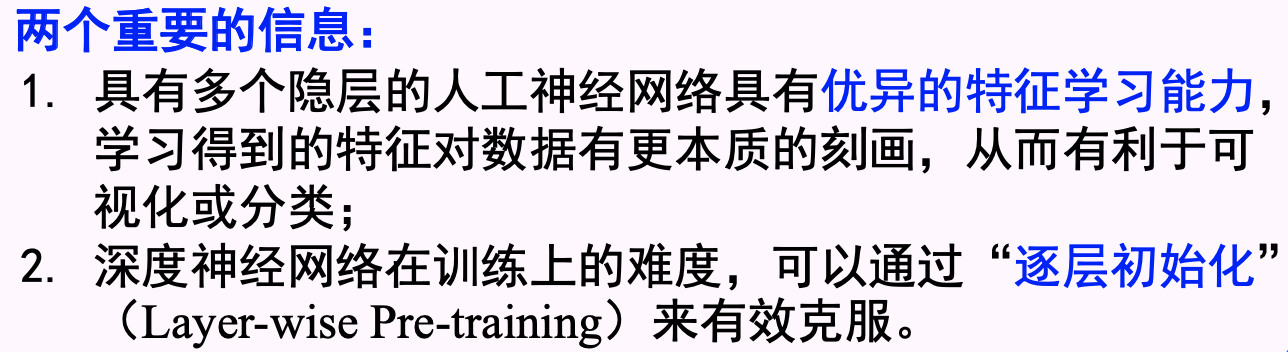 两个重要的信息：
1. 具有多个隐层的人工神经网络具有优异的特征学习能力，
学习得到的特征对数据有更本质的刻画，从而有利于可
视化或分类；
2. 深度神经网络在训练上的难度，可以通过“逐层初始化”
（Layer-wise Pre-training）来有效克服。